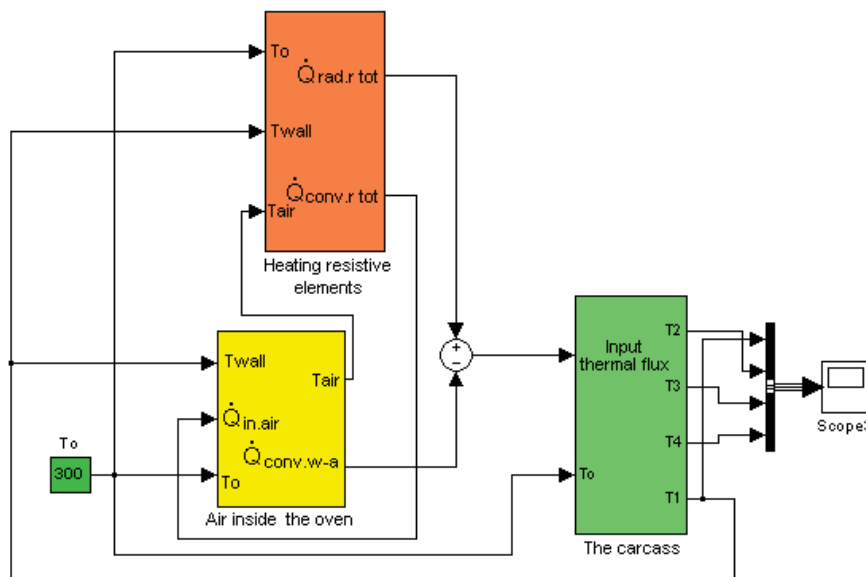 To
Q̇rad.r tot
Twall
Q̇conv.r tot
Tair
Heating resistive
elements
Twall
Tair
Q̇in.air
Q̇conv.w-a
To
Air inside the oven
To
300
+
−
Input
thermal flux
T2
T3
T4
To
T1
The carcass
Scope3